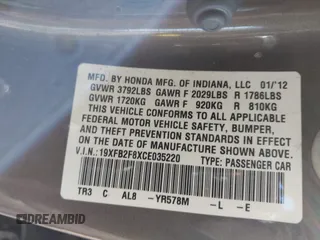 MFD. BY HONDA MFG. OF INDIANA, LLC 01/'12
GVWR 3792LBS GAWR F 2029LBS R 1786LBS
GVWR 1720KG GAWR F 920KG R 810KG
THIS VEHICLE CONFORMS TO ALL APPLICABLE
FEDERAL MOTOR VEHICLE SAFETY, BUMPER,
AND THEFT PREVENTION STANDARDS IN EFFECT
ON THE DATE OF MANUFACTURE SHOWN ABOVE.
V.I.N.: 19XFB2F8XCE035220 TYPE: PASSENGER CAR
TR3 C AL8 -YR578M -L -E
DREAMBID